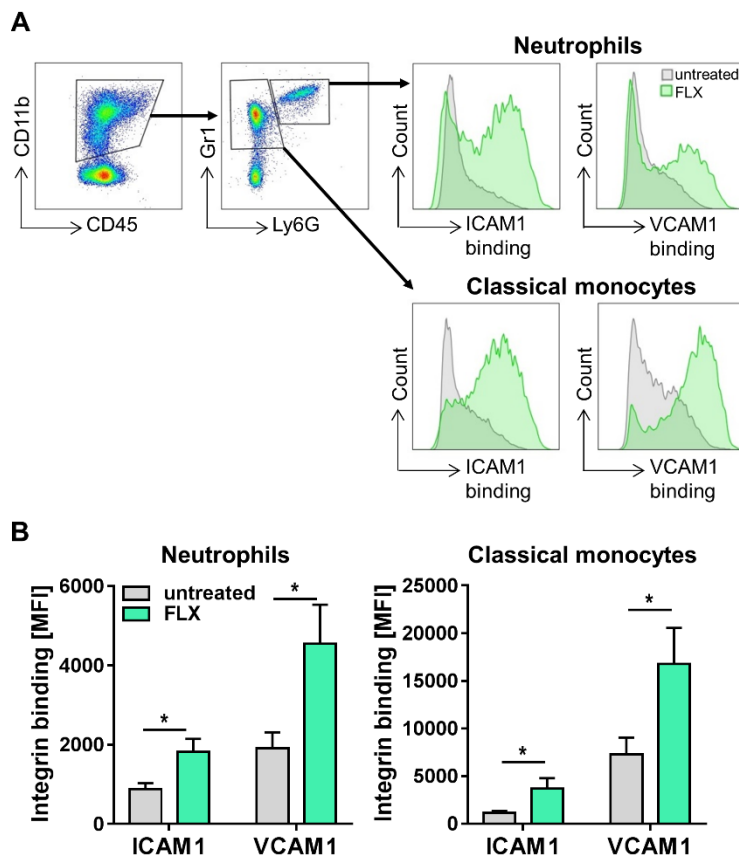 A
CD11b
CD45
Gr1
Ly6G
Neutrophils
Count
ICAM1
binding
Count
VCAM1
binding
untreated
FLX
Classical monocytes
Count
ICAM1
binding
Count
VCAM1
binding
B
Neutrophils
Integrin binding [MFI]
6000
4000
2000
0
untreated
FLX
*
*
ICAM1
VCAM1
Classical monocytes
Integrin binding [MFI]
25000
20000
15000
10000
5000
0
*
*
ICAM1
VCAM1